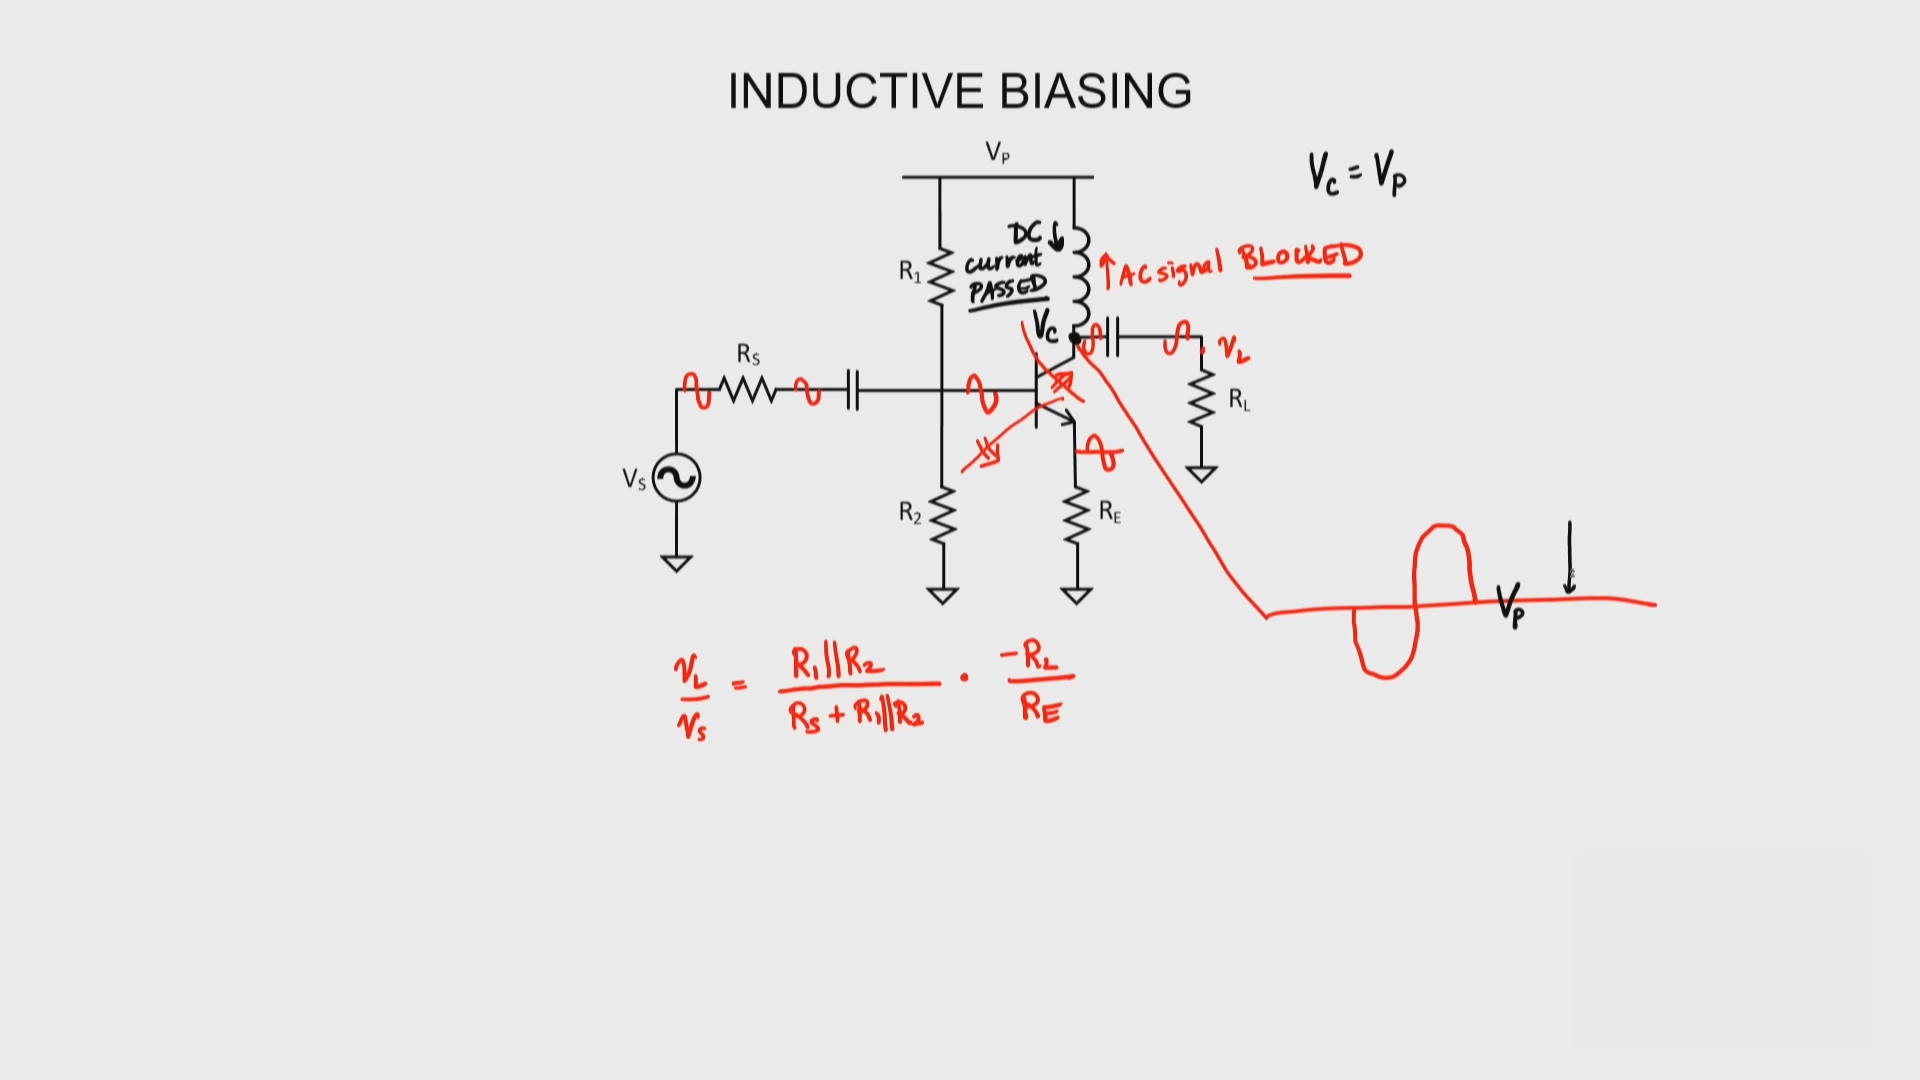 INDUCTIVE BIASING
VP
VC = VP
DC ↓
current
PASSED
R1
↑ AC signal BLOCKED
VC
RS
vL
RL
VS
R2
RE
VP
vL/vS = R1||R2 / RS + R1||R2 · -RL/RE